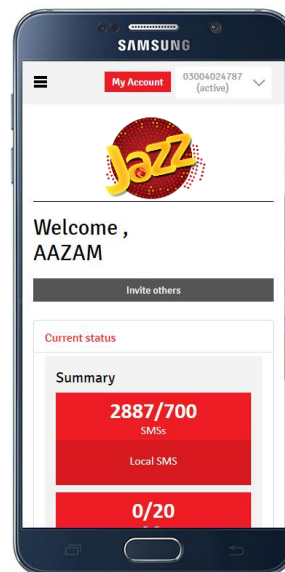 SAMSUNG
My Account
03004024787
(active)
Jazz
Welcome ,
AAZAM
Invite others
Current status
Summary
2887/700
SMSs
Local SMS
0/20